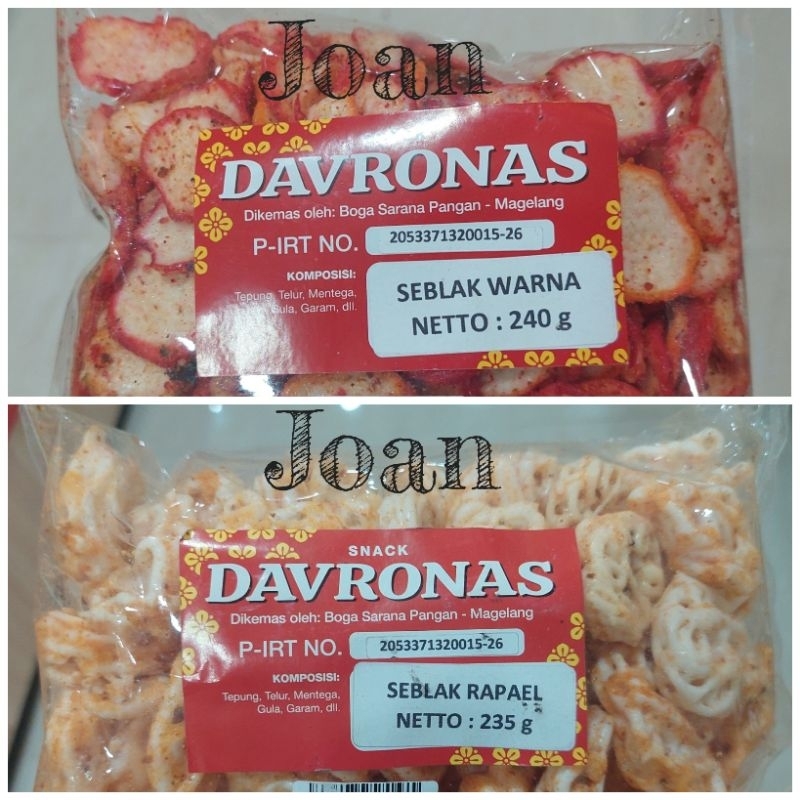 Joan
DAVRONAS
Dikemas oleh: Boga Sarana Pangan - Magelang
P-IRT NO. 2053371320015-26
KOMPOSISI:
Tepung, Telur, Mentega,
Gula, Garam, dll.
SEBLAK WARNA
NETTO : 240 g
Joan
SNACK
DAVRONAS
Dikemas oleh: Boga Sarana Pangan - Magelang
P-IRT NO. 2053371320015-26
KOMPOSISI:
Tepung, Telur, Mentega,
Gula, Garam, dll.
SEBLAK RAPAEL
NETTO : 235 g